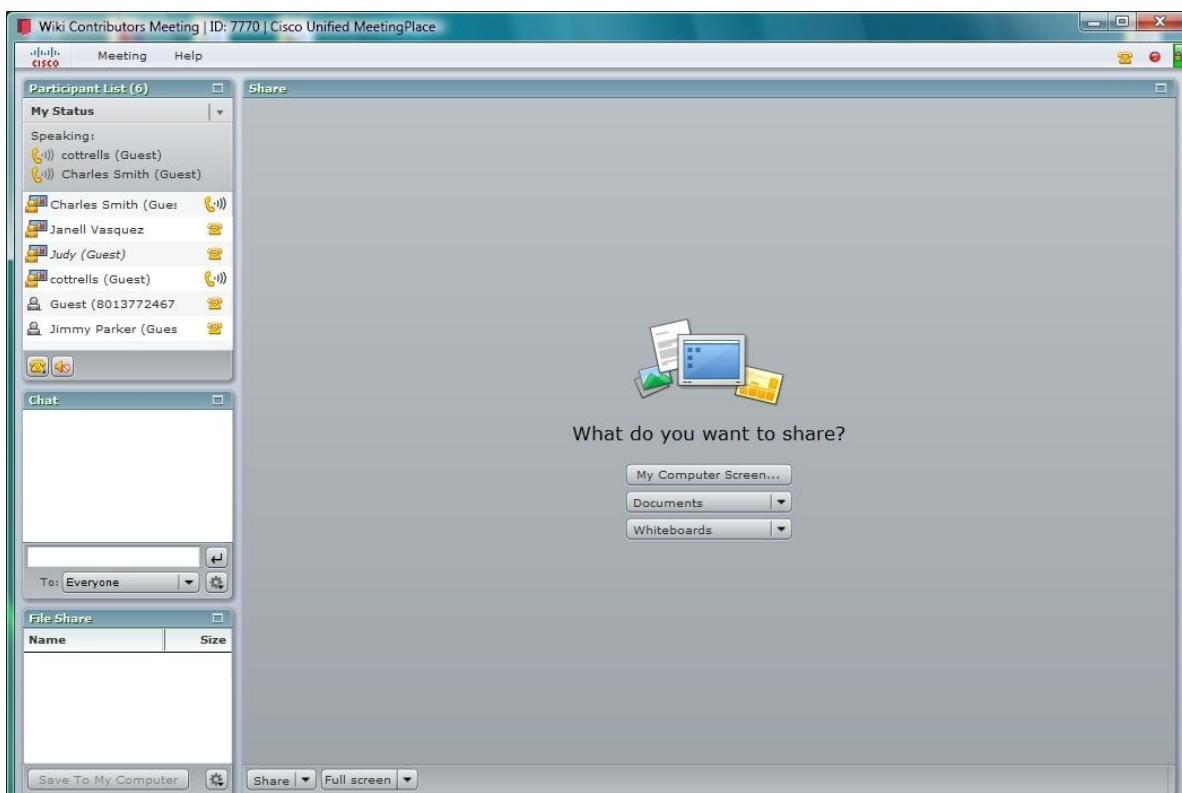 Wiki Contributors Meeting | ID: 7770 | Cisco Unified MeetingPlace
CISCO Meeting Help
Participant List (6)
My Status
Speaking:
cottrells (Guest)
Charles Smith (Guest)
Charles Smith (Gues
Janell Vasquez
Judy (Guest)
cottrells (Guest)
Guest (8013772467
Jimmy Parker (Gues
Chat
To: Everyone
File Share
Name Size
Save To My Computer
Share
What do you want to share?
My Computer Screen...
Documents
Whiteboards
Share Full screen